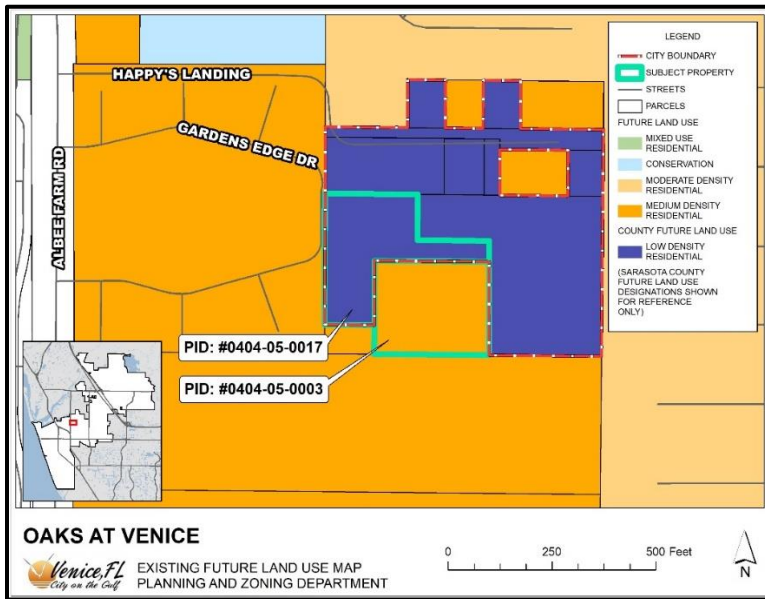 HAPPY'S LANDING
GARDENS EDGE DR
ALBEE FARM RD
PID: #0404-05-0017
PID: #0404-05-0003
LEGEND
CITY BOUNDARY
SUBJECT PROPERTY
STREETS
PARCELS
FUTURE LAND USE
MIXED USE
RESIDENTIAL
CONSERVATION
MODERATE DENSITY
RESIDENTIAL
MEDIUM DENSITY
RESIDENTIAL
COUNTY FUTURE LAND USE
LOW DENSITY
RESIDENTIAL
(SARASOTA COUNTY
FUTURE LAND USE
DESIGNATIONS SHOWN
FOR REFERENCE
ONLY)
OAKS AT VENICE
Venice, FL
City on the Gulf
EXISTING FUTURE LAND USE MAP
PLANNING AND ZONING DEPARTMENT
0 250 500 Feet
N